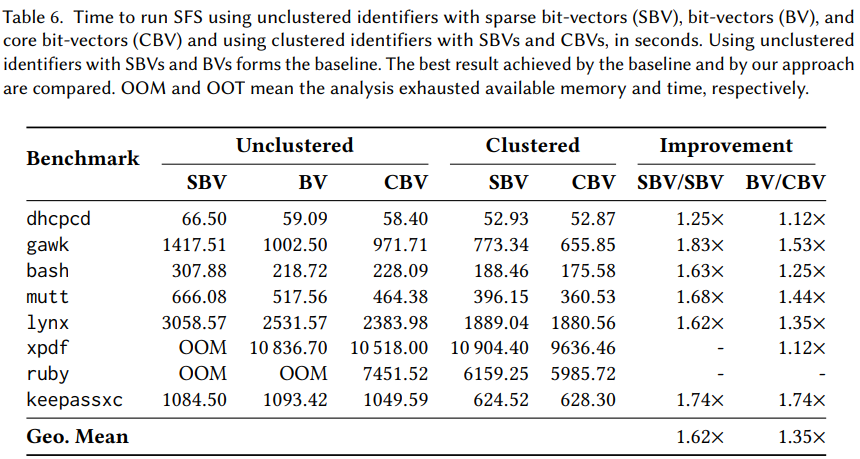 Table 6. Time to run SFS using unclustered identifiers with sparse bit-vectors (SBV), bit-vectors (BV), and
core bit-vectors (CBV) and using clustered identifiers with SBVs and CBVs, in seconds. Using unclustered
identifiers with SBVs and BVs forms the baseline. The best result achieved by the baseline and by our approach
are compared. OOM and OOT mean the analysis exhausted available memory and time, respectively.
Benchmark Unclustered Clustered Improvement
SBV BV CBV SBV CBV SBV/SBV BV/CBV
dhcpcd 66.50 59.09 58.40 52.93 52.87 1.25× 1.12×
gawk 1417.51 1002.50 971.71 773.34 655.85 1.83× 1.53×
bash 307.88 218.72 228.09 188.46 175.58 1.63× 1.25×
mutt 666.08 517.56 464.38 396.15 360.53 1.68× 1.44×
lynx 3058.57 2531.57 2383.98 1889.04 1880.56 1.62× 1.35×
xpdf OOM 10 836.70 10 518.00 10 904.40 9636.46 - 1.12×
ruby OOM OOM 7451.52 6159.25 5985.72 - -
keepassxc 1084.50 1093.42 1049.59 624.52 628.30 1.74× 1.74×
Geo. Mean 1.62× 1.35×